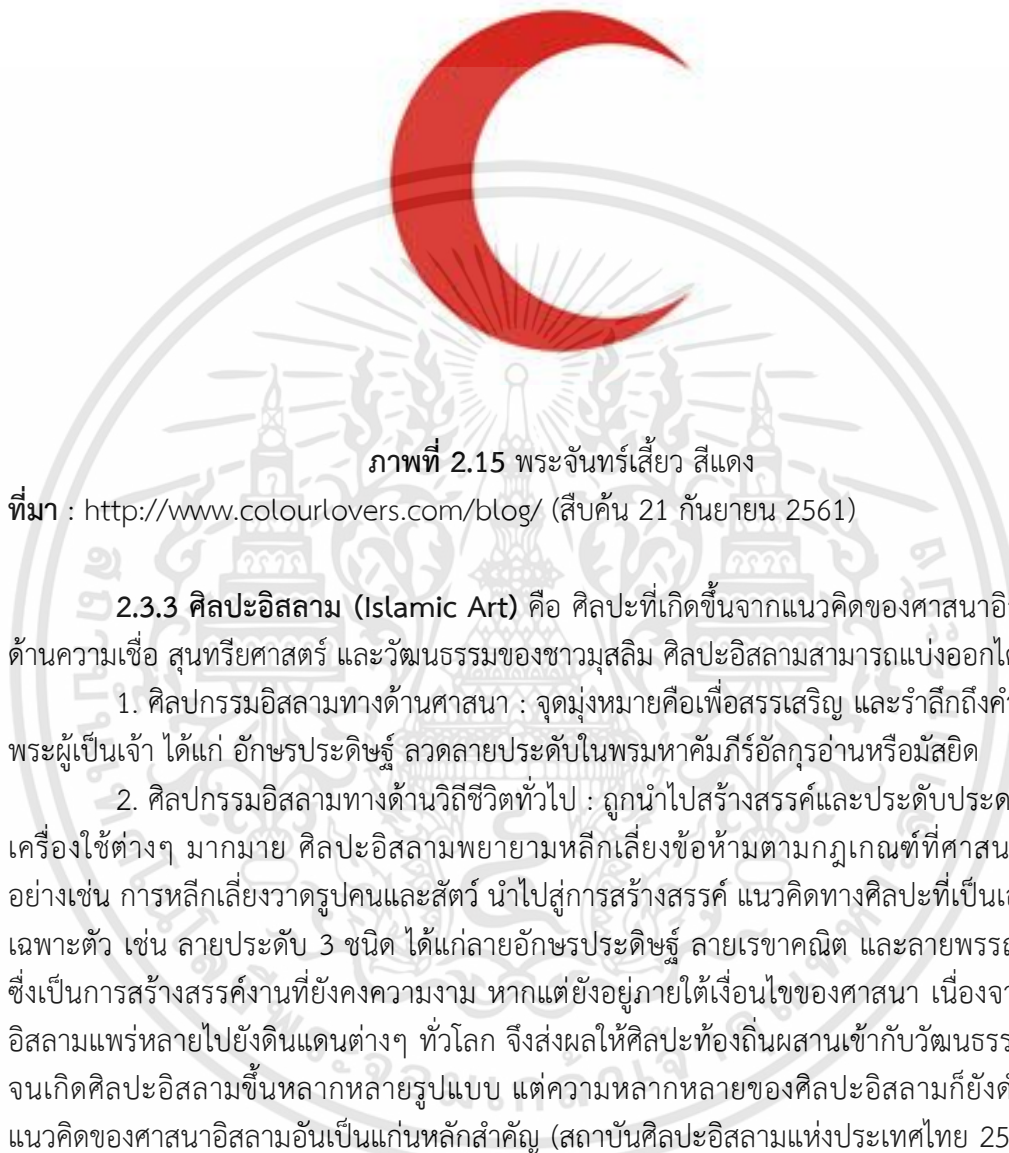 ภาพที่ 2.15 พระจันทร์เสี้ยว สีแดง
ที่มา : http://www.colourlovers.com/blog/ (สืบค้น 21 กันยายน 2561)
2.3.3 ศิลปะอิสลาม (Islamic Art) คือ ศิลปะที่เกิดขึ้นจากแนวคิดของศาสนาอิ
ด้านความเชื่อ สุนทรียศาสตร์ และวัฒนธรรมของชาวมุสลิม ศิลปะอิสลามสามารถแบ่งออกได้
1. ศิลปกรรมอิสลามทางด้านศาสนา : จุดมุ่งหมายคือเพื่อสรรเสริญ และรำลึกถึงคำ
พระผู้เป็นเจ้า ได้แก่ อักษรประดิษฐ์ ลวดลายประดับในพรมหาคัมภีร์อัลกุรอ่านหรือมัสยิด
2. ศิลปกรรมอิสลามทางด้านวิถีชีวิตทั่วไป : ถูกนำไปสร้างสรรค์และประดับประด
เครื่องใช้ต่างๆ มากมาย ศิลปะอิสลามพยายามหลีกเลี่ยงข้อห้ามตามกฎเกณฑ์ที่ศาสน
อย่างเช่น การหลีกเลี่ยงวาดรูปคนและสัตว์ นำไปสู่การสร้างสรรค์ แนวคิดทางศิลปะที่เป็นเอ
เฉพาะตัว เช่น ลายประดับ 3 ชนิด ได้แก่ลายอักษรประดิษฐ์ ลายเรขาคณิต และลายพรรณ
ซึ่งเป็นการสร้างสรรค์งานที่ยังคงความงาม หากแต่ยังอยู่ภายใต้เงื่อนไขของศาสนา เนื่องจา
อิสลามแพร่หลายไปยังดินแดนต่างๆ ทั่วโลก จึงส่งผลให้ศิลปะท้องถิ่นผสานเข้ากับวัฒนธรร
จนเกิดศิลปะอิสลามขึ้นหลากหลายรูปแบบ แต่ความหลากหลายของศิลปะอิสลามก็ยังดํ
แนวคิดของศาสนาอิสลามอันเป็นแก่นหลักสำคัญ (สถาบันศิลปะอิสลามแห่งประเทศไทย 25